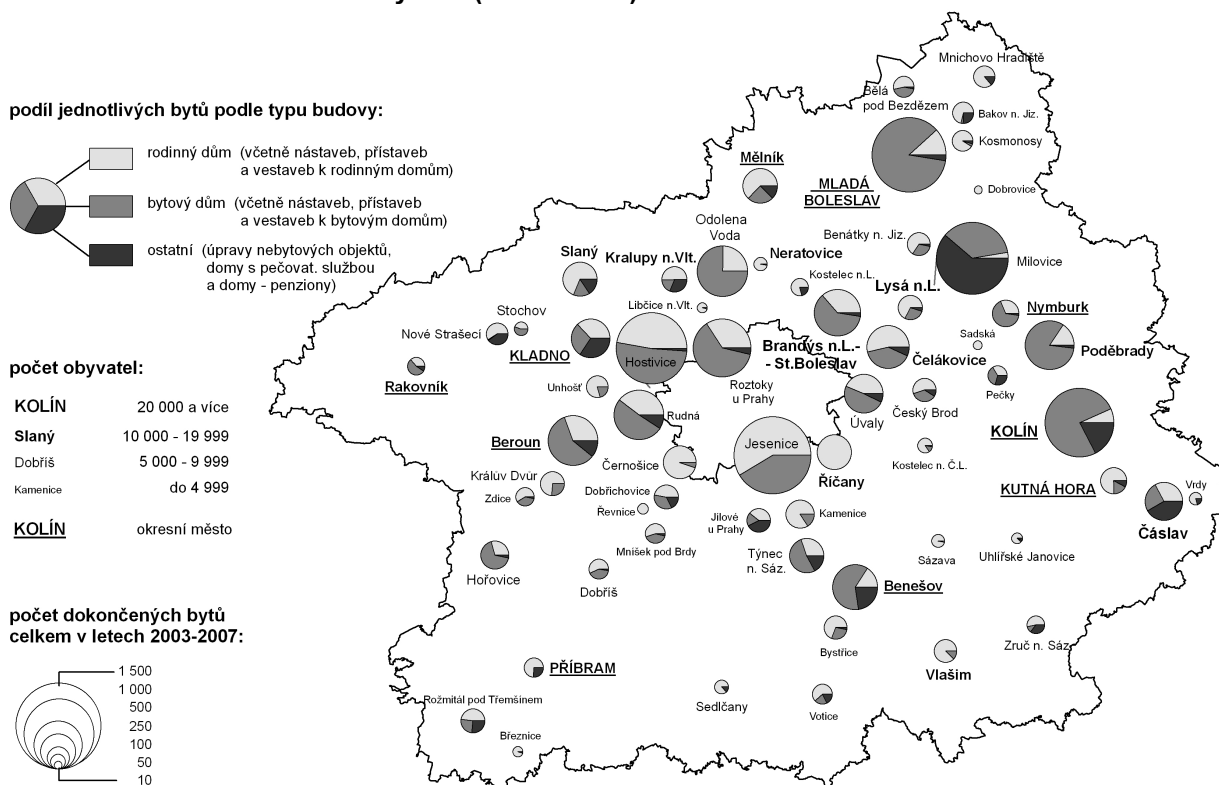 podíl jednotlivých bytů podle typu budovy:
rodinný dům (včetně nástaveb, přístaveb
a vestaveb k rodinným domům)
bytový dům (včetně nástaveb, přístaveb
a vestaveb k bytovým domům)
ostatní (úpravy nebytových objektů,
domy s pečovat. službou
a domy - penziony)
počet obyvatel:
KOLÍN 20 000 a více
Slaný 10 000 - 19 999
Dobříš 5 000 - 9 999
Kamenice do 4 999
KOLÍN okresní město
počet dokončených bytů
celkem v letech 2003-2007:
1 500
1 000
500
250
100
50
10
Mnichovo Hradiště
Bělá
pod Bezdězem
Bakov n. Jiz.
Kosmonosy
Mělník
MLADÁ
BOLESLAV
Dobrovice
Odolena
Voda
Benátky n. Jiz.
Milovice
Slaný
Kralupy n.Vlt.
Neratovice
Kostelec n.L.
Lysá n.L.
Libčice n.Vlt.
Stochov
Nové Strašecí
Nymburk
Sadská
KLADNO
Hostivice
Brandýs n.L.-
- St.Boleslav
Čelákovice
Poděbrady
Rakovník
Unhošť
Roztoky
u Prahy
Pečky
Rudná
Úvaly
Český Brod
KOLÍN
Beroun
Jesenice
Černošice
Říčany
Kostelec n. Č.L.
Králův Dvůr
Zdice
Dobřichovice
Řevnice
KUTNÁ HORA
Vrdy
Čáslav
Jílové
u Prahy
Kamenice
Mníšek pod Brdy
Týnec
n. Sáz.
Sázava
Uhlířské Janovice
Hořovice
Dobříš
Benešov
Bystřice
Zruč n. Sáz.
Vlašim
PŘÍBRAM
Rožmitál pod Třemšínem
Sedlčany
Votice
Březnice